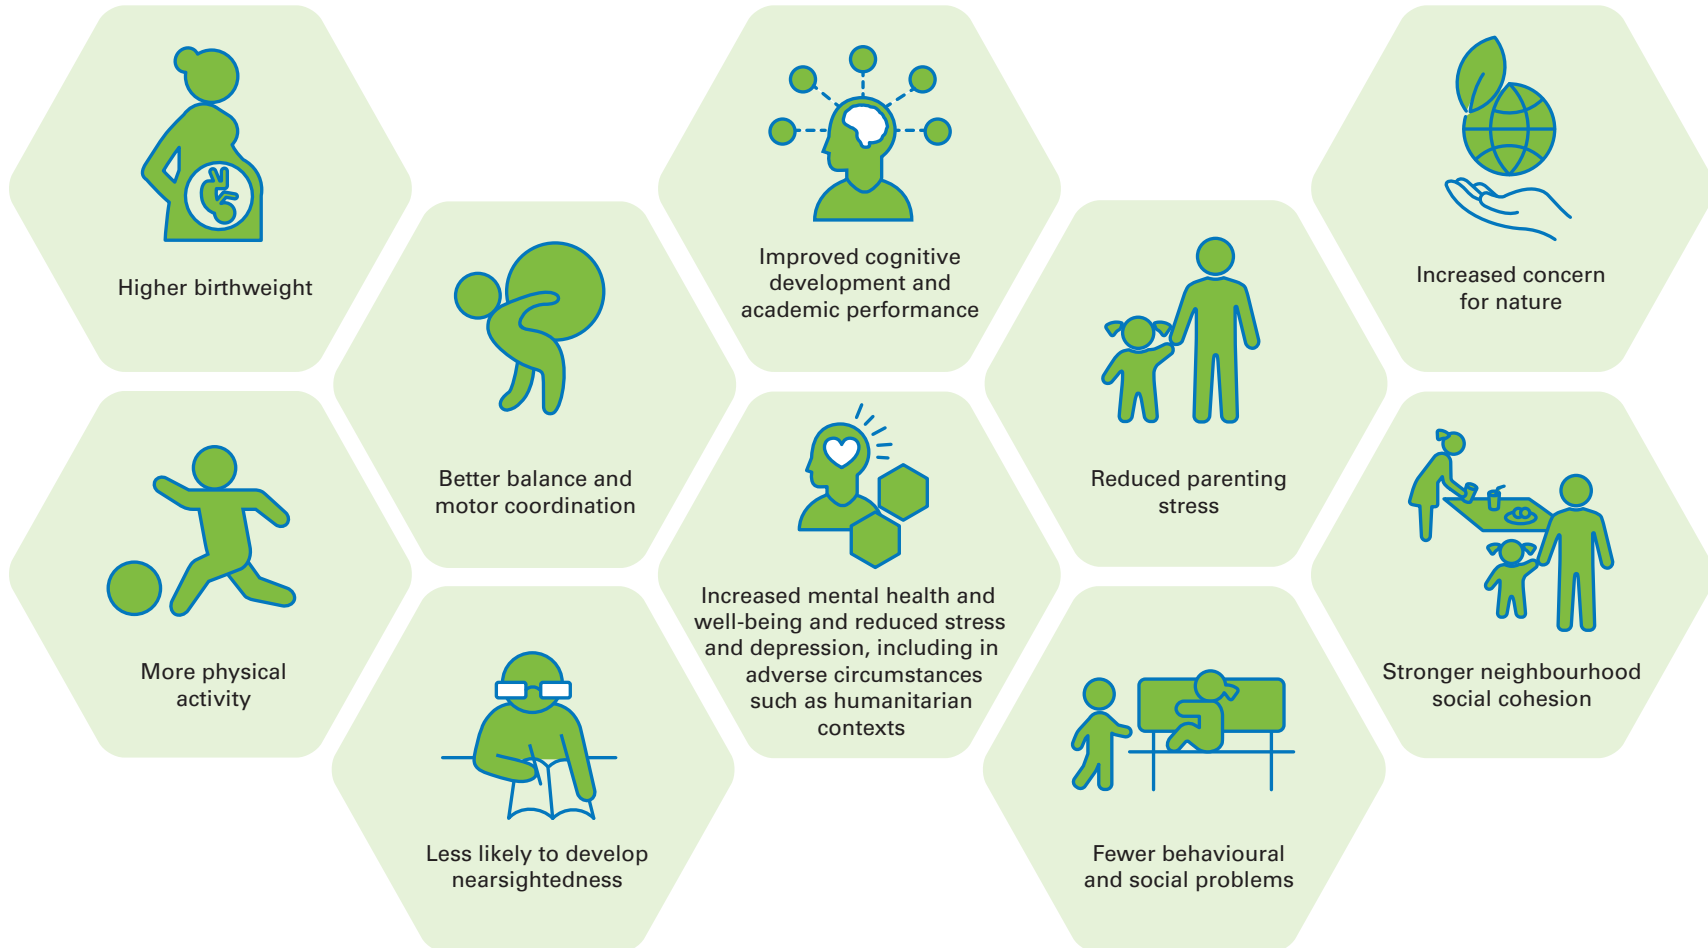 Higher birthweight
Improved cognitive
development and
academic performance
Increased concern
for nature
Better balance and
motor coordination
Reduced parenting
stress
More physical
activity
Increased mental health and
well-being and reduced stress
and depression, including in
adverse circumstances
such as humanitarian
contexts
Stronger neighbourhood
social cohesion
Less likely to develop
nearsightedness
Fewer behavioural
and social problems